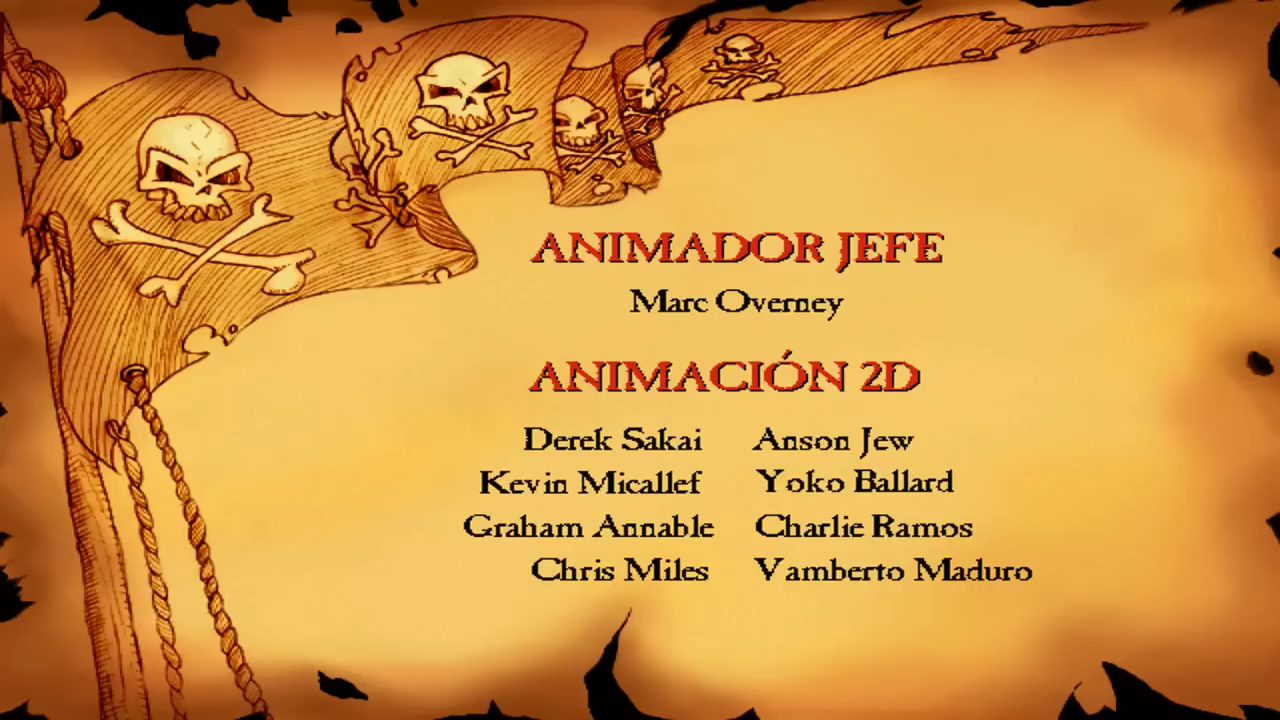 ANIMADOR JEFE
Marc Overney
ANIMACIÓN 2D
Derek Sakai Anson Jew
Kevin Micallef Yoko Ballard
Graham Annable Charlie Ramos
Chris Miles Vamberto Maduro